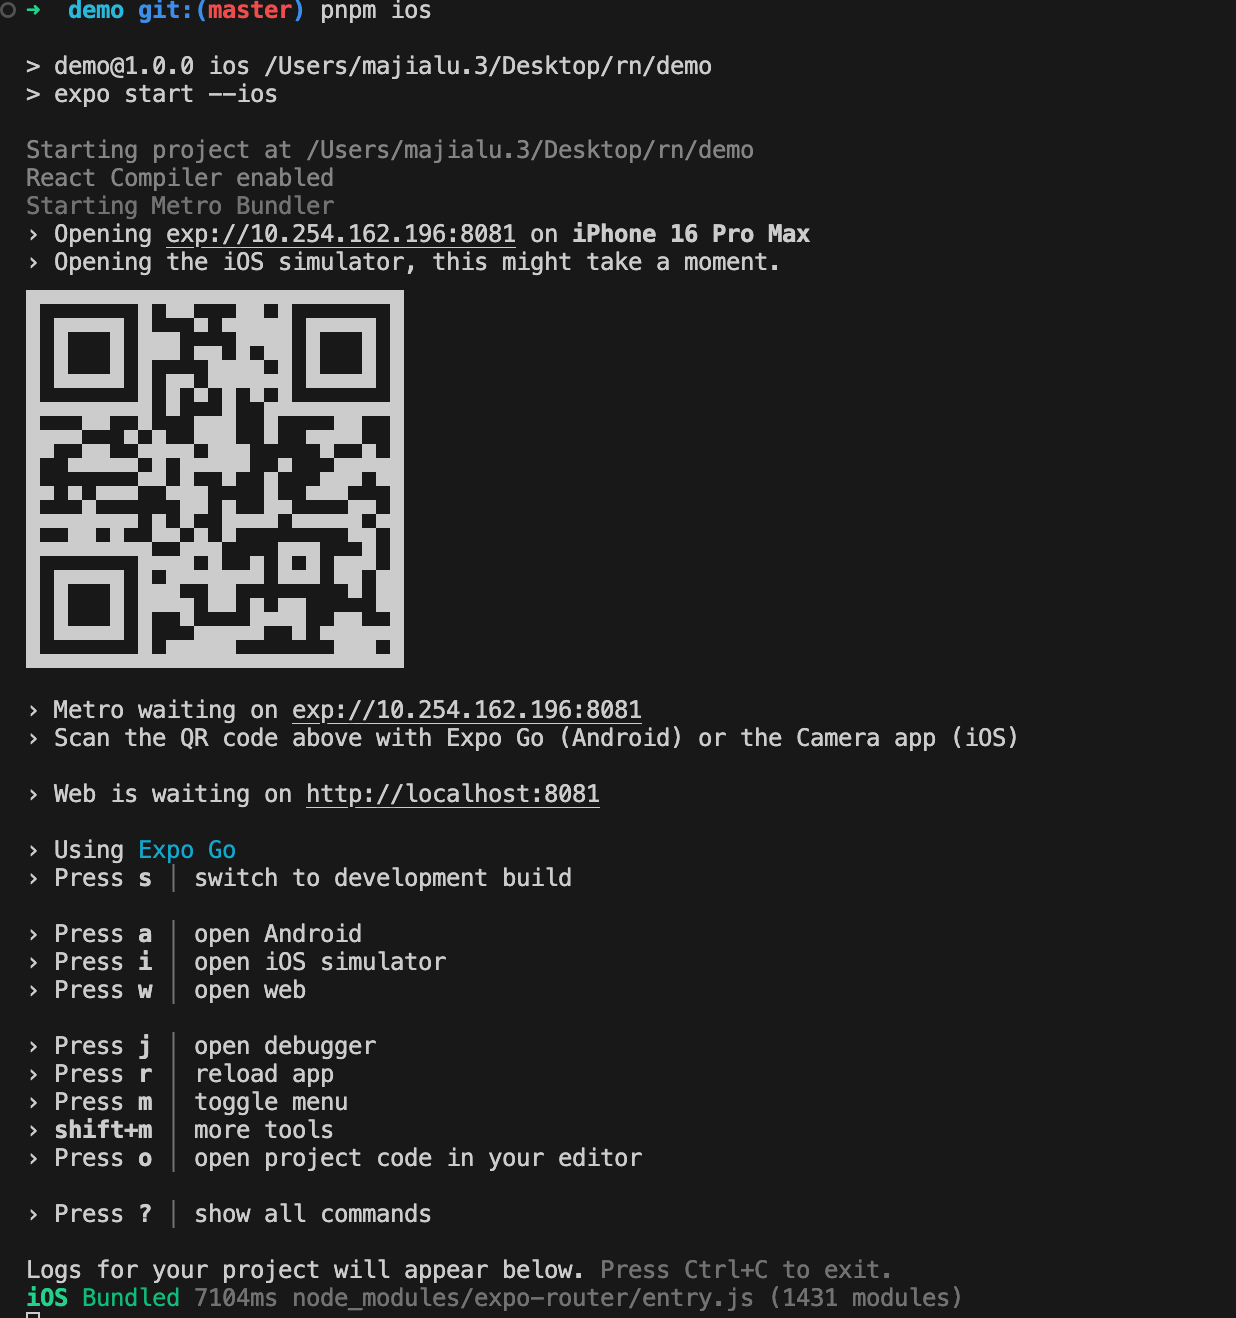 ➜  demo git:(master) pnpm ios
> demo@1.0.0 ios /Users/majialu.3/Desktop/rn/demo
> expo start --ios
Starting project at /Users/majialu.3/Desktop/rn/demo
React Compiler enabled
Starting Metro Bundler
› Opening exp://10.254.162.196:8081 on iPhone 16 Pro Max
› Opening the iOS simulator, this might take a moment.
› Metro waiting on exp://10.254.162.196:8081
› Scan the QR code above with Expo Go (Android) or the Camera app (iOS)
› Web is waiting on http://localhost:8081
› Using Expo Go
› Press s │ switch to development build
› Press a │ open Android
› Press i │ open iOS simulator
› Press w │ open web
› Press j │ open debugger
› Press r │ reload app
› Press m │ toggle menu
› shift+m │ more tools
› Press o │ open project code in your editor
› Press ? │ show all commands
Logs for your project will appear below. Press Ctrl+C to exit.
iOS Bundled 7104ms node_modules/expo-router/entry.js (1431 modules)